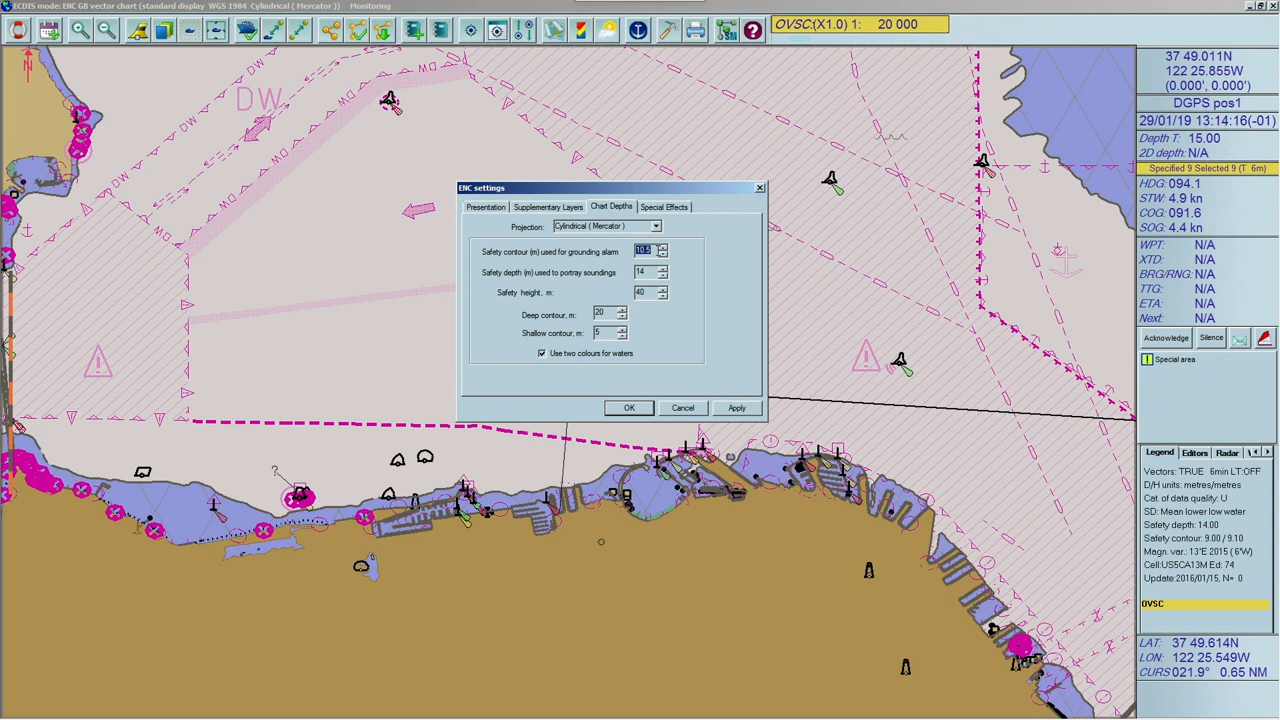 ECDIS mode: ENC GB vector chart (standard display WGS 1984 Cylindrical ( Mercator )) Monitoring
OVSC:(X1.0) 1: 20 000
N
DW
DW
DW
DW
DW
DW
?
ENC settings
Presentation Supplementary Layers Chart Depths Special Effects
Projection: Cylindrical ( Mercator )
Safety contour (m) used for grounding alarm 10.5
Safety depth (m) used to portray soundings 14
Safety height, m: 40
Deep contour, m: 20
Shallow contour, m: 5
Use two colours for waters
OK Cancel Apply
37 49.011N
122 25.855W
(0.000', 0.000')
DGPS pos1
29/01/19 13:14:16(-01)
Depth T: 15.00
2D depth: N/A
Specified 9 Selected 9 (T 6m)
HDG: 094.1
STW: 4.9 kn
COG: 091.6
SOG: 4.4 kn
WPT: N/A
XTD: N/A
BRG/RNG: N/A
TTG: N/A
ETA: N/A
Next: N/A
Acknowledge Silence
! Special area
Legend Editors Radar
Vectors: TRUE 6min LT:OFF
D/H units: metres/metres
Cat. of data quality: U
SD: Mean lower low water
Safety depth: 14.00
Safety contour: 9.00 / 9.10
Magn. var.: 13°E 2015 (6'W)
Cell:US5CA13M Ed: 74
Update:2016/01/15, N= 0
OVSC
LAT: 37 49.614N
LON: 122 25.549W
CURS021.9° 0.65 NM